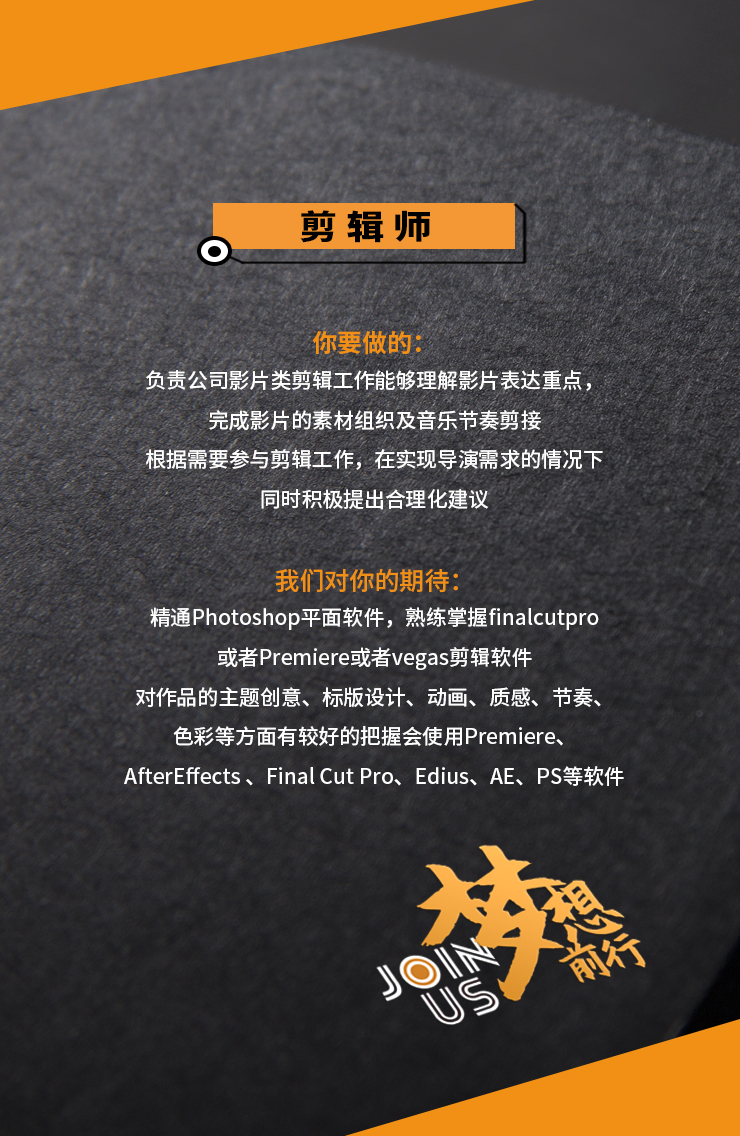 剪辑师
你要做的：
负责公司影片类剪辑工作能够理解影片表达重点，
完成影片的素材组织及音乐节奏剪接
根据需要参与剪辑工作，在实现导演需求的情况下
同时积极提出合理化建议
我们对你的期待：
精通Photoshop平面软件，熟练掌握finalcutpro
或者Premiere或者vegas剪辑软件
对作品的主题创意、标版设计、动画、质感、节奏、
色彩等方面有较好的把握会使用Premiere、
AfterEffects 、Final Cut Pro、Edius、AE、PS等软件
梦想前行
JOIN
US